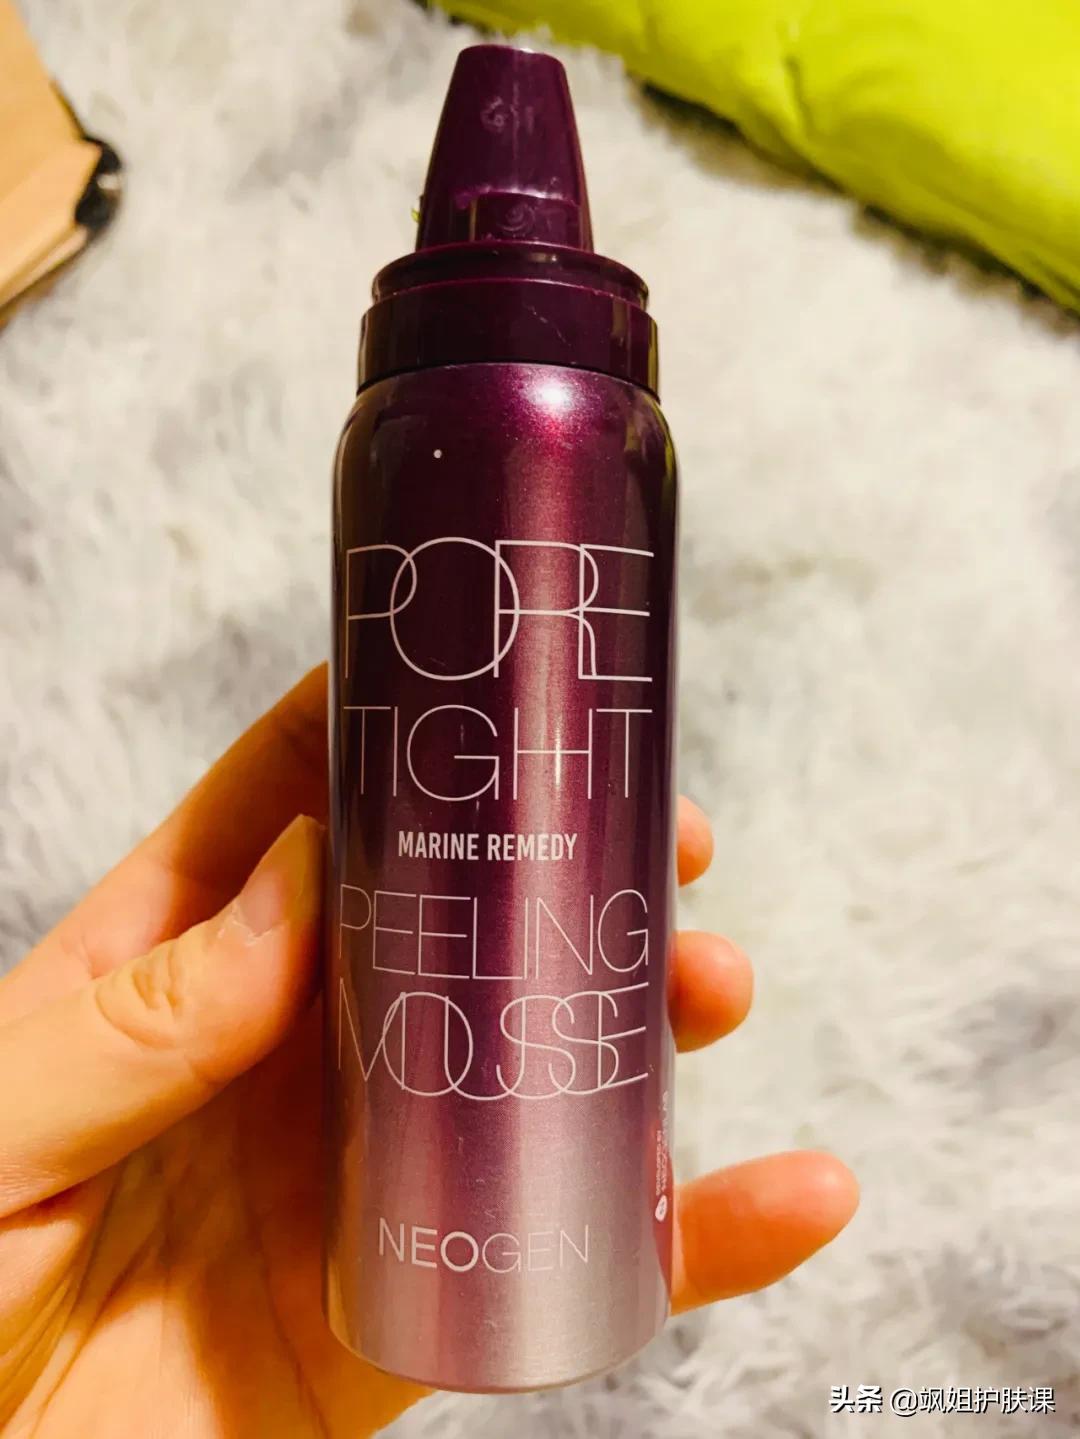 PORE
TIGHT
MARINE REMEDY
PEELING
MOUSSE
NEOGEN
头条 @飒姐护肤课